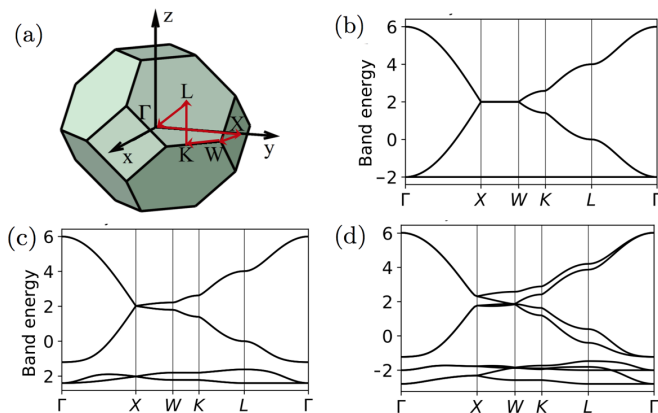 (a)
z
L
Γ
X
y
K
W
x
(b)
Band energy
6
4
2
0
−2
Γ X W K L Γ
(c)
Band energy
6
4
2
0
2
Γ X W K L Γ
(d)
6
4
2
0
−2
Γ X W K L Γ